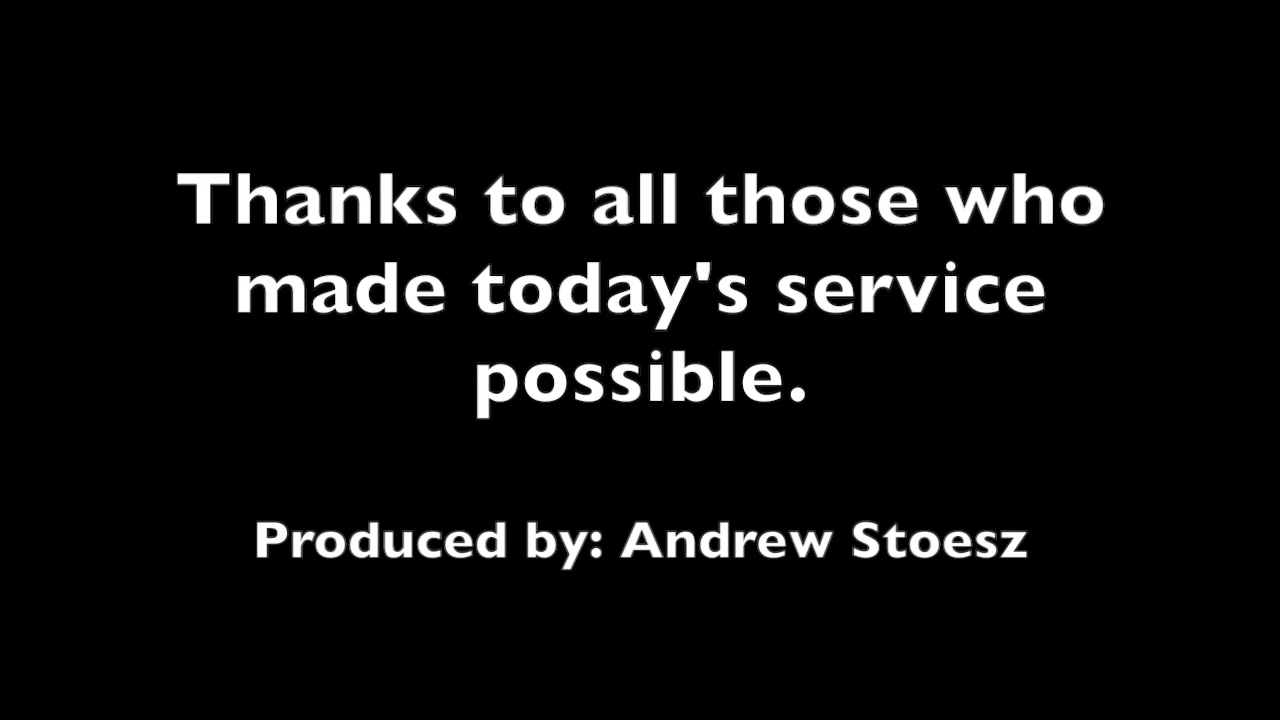 Thanks to all those who
made today's service
possible.
Produced by: Andrew Stoesz